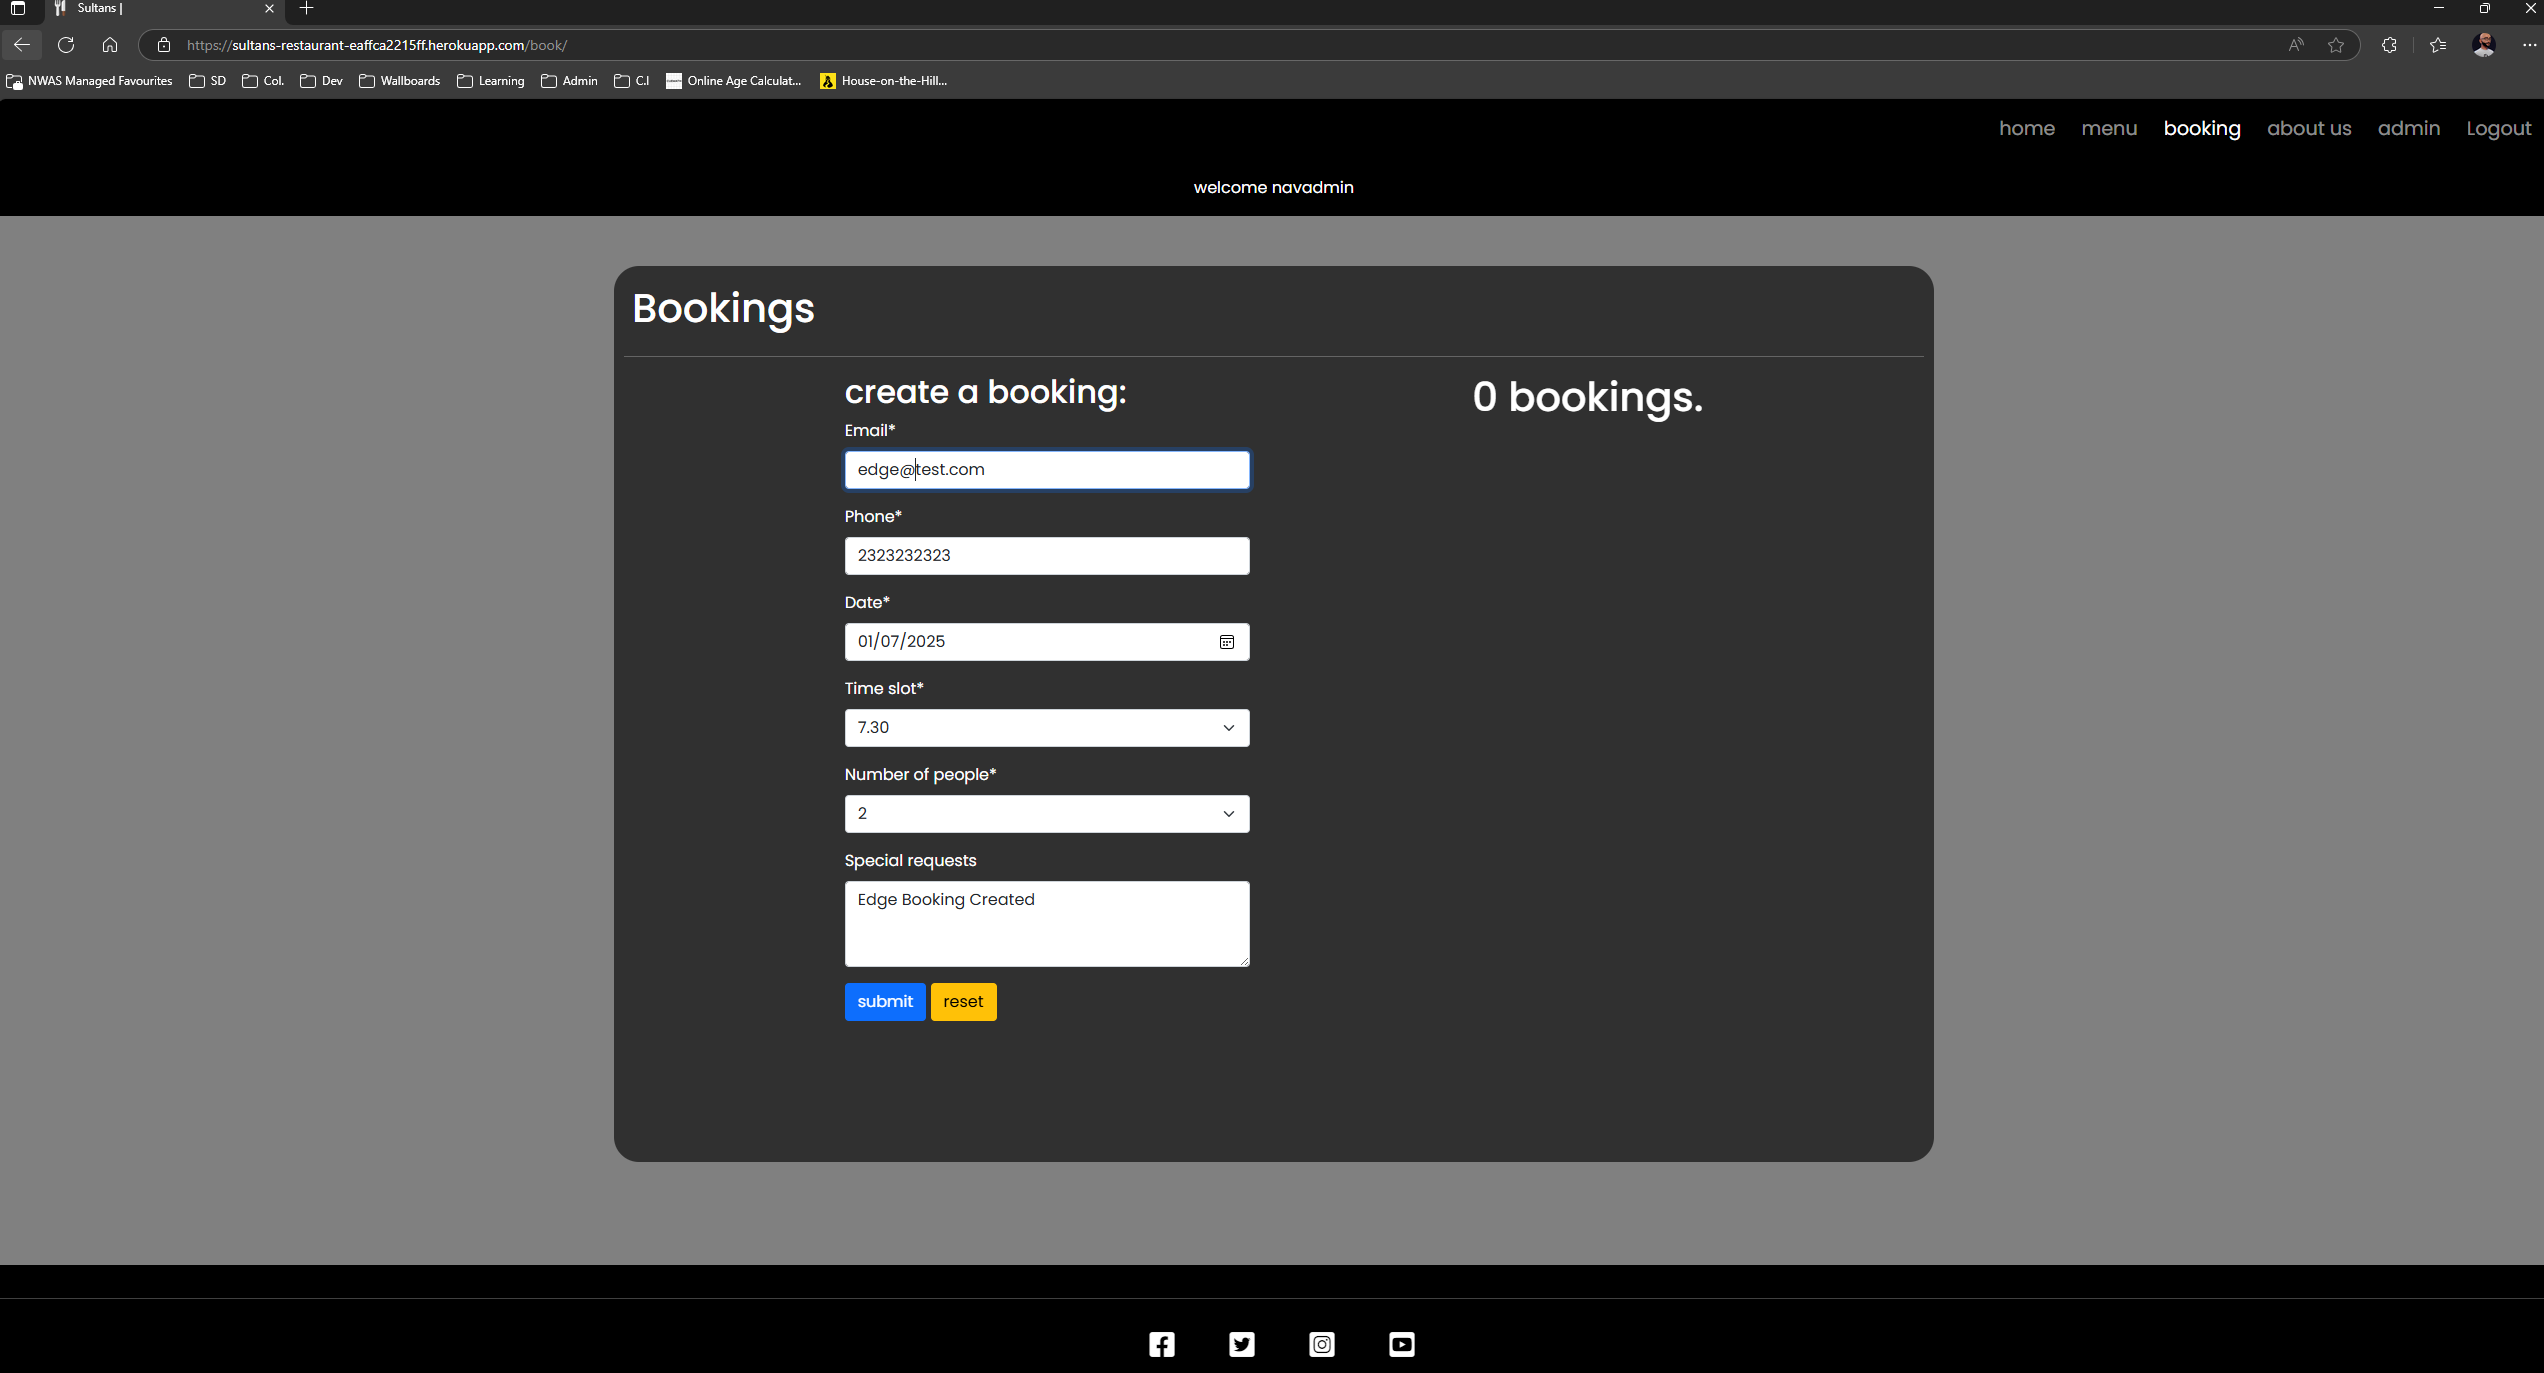 Sultans |
https://sultans-restaurant-eaffca2215ff.herokuapp.com/book/
NWAS Managed Favourites SD Col. Dev Wallboards Learning Admin C.I Online Age Calculat... House-on-the-Hill...
home menu booking about us admin Logout
welcome navadmin
Bookings
create a booking:
Email*
edge@test.com
Phone*
2323232323
Date*
01/07/2025
Time slot*
7.30
Number of people*
2
Special requests
Edge Booking Created
submit reset
0 bookings.